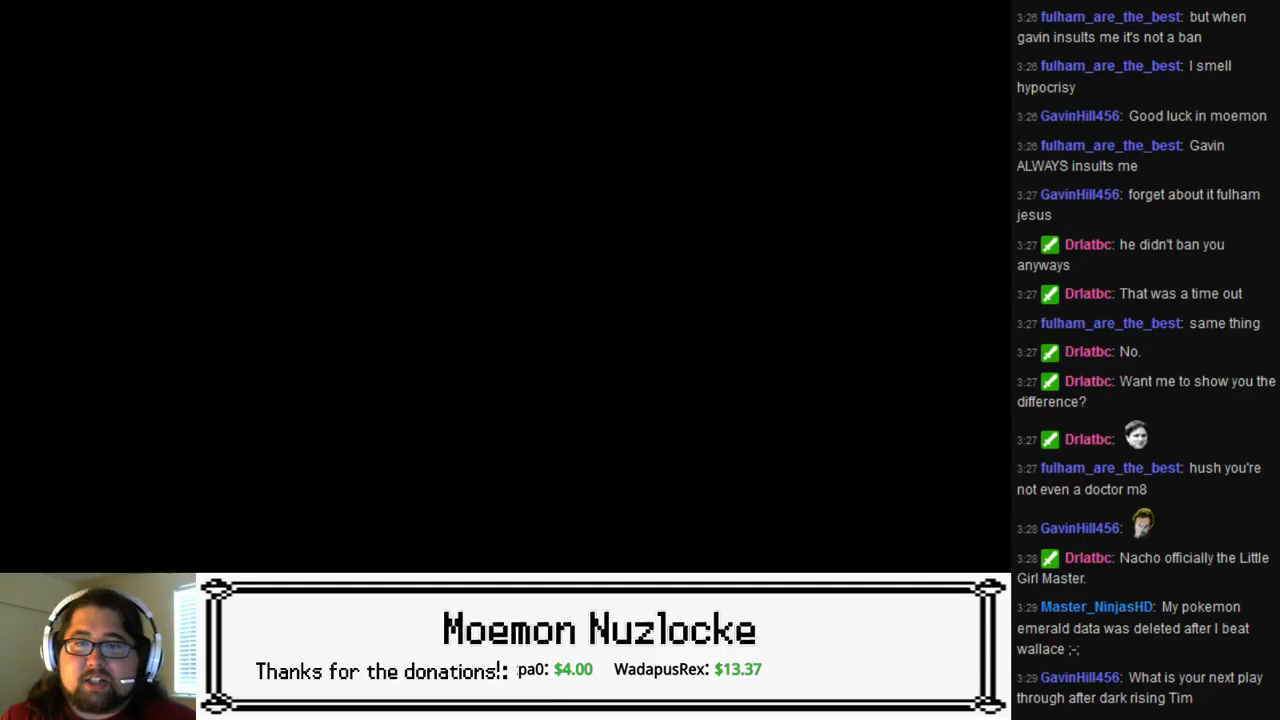 3:26 fulham_are_the_best: but when
gavin insults me it's not a ban
3:26 fulham_are_the_best: I smell
hypocrisy
3:26 GavinHill456: Good luck in moemon
3:26 fulham_are_the_best: Gavin
ALWAYS insults me
3:27 GavinHill456: forget about it fulham
jesus
3:27 Drlatbc: he didn't ban you
anyways
3:27 Drlatbc: That was a time out
3:27 fulham_are_the_best: same thing
3:27 Drlatbc: No.
3:27 Drlatbc: Want me to show you the
difference?
3:27 Drlatbc:
3:27 fulham_are_the_best: hush you're
not even a doctor m8
3:28 GavinHill456:
3:28 Drlatbc: Nacho officially the Little
Girl Master.
3:29 Master_NinjasHD: My pokemon
emerald data was deleted after I beat
wallace ;-;
3:29 GavinHill456: What is your next play
through after dark rising Tim
Moemon Nuzlocke
Thanks for the donations!: pa0: $4.00 WadapusRex: $13.37